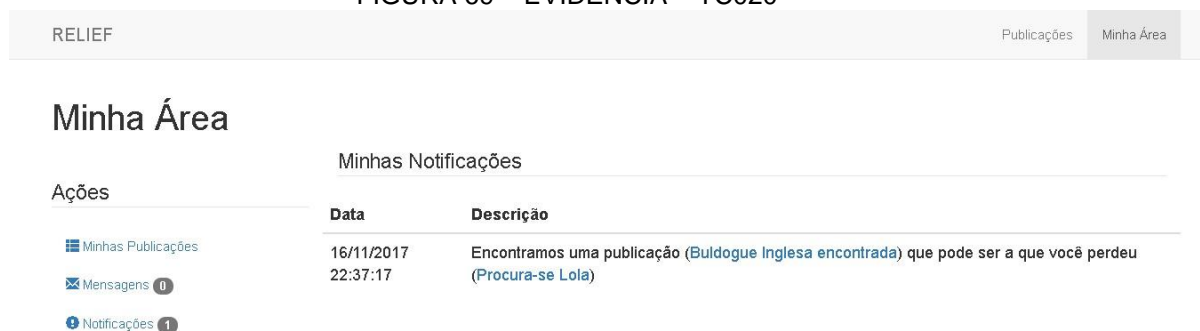 RELIEF
Publicações
Minha Área
Minha Área
Ações
Minhas Publicações
Mensagens 0
Notificações 1
Minhas Notificações
Data Descrição
16/11/2017 Encontramos uma publicação (Buldogue Inglesa encontrada) que pode ser a que você perdeu
22:37:17 (Procura-se Lola)